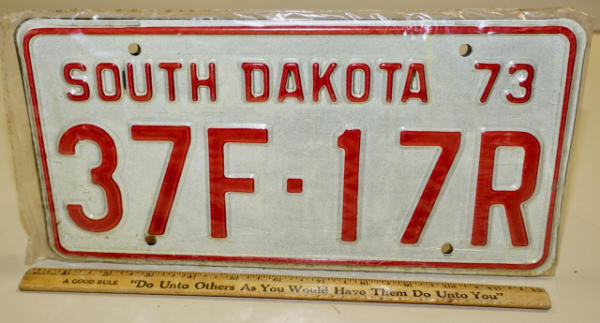 SOUTH DAKOTA 73
37F·17R
A GOOD RULE "Do Unto Others As You Would Have Them Do Unto You"